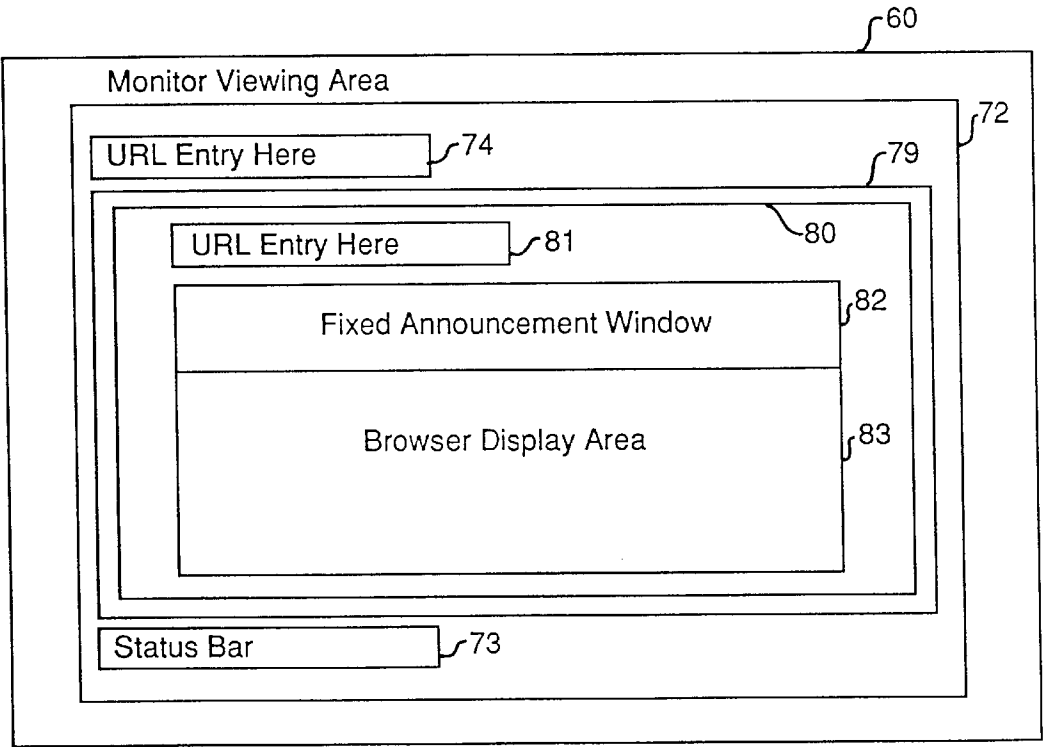 60
Monitor Viewing Area
72
URL Entry Here
74
79
80
URL Entry Here
81
82
Fixed Announcement Window
Browser Display Area
83
Status Bar
73